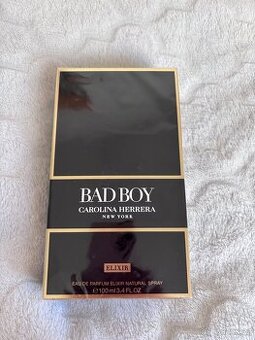 BAD BOY
CAROLINA HERRERA
NEW YORK
ELIXIR
EAU DE PARFUM ELIXIR NATURAL SPRAY
℮ 100 ml 3.4 FL. OZ